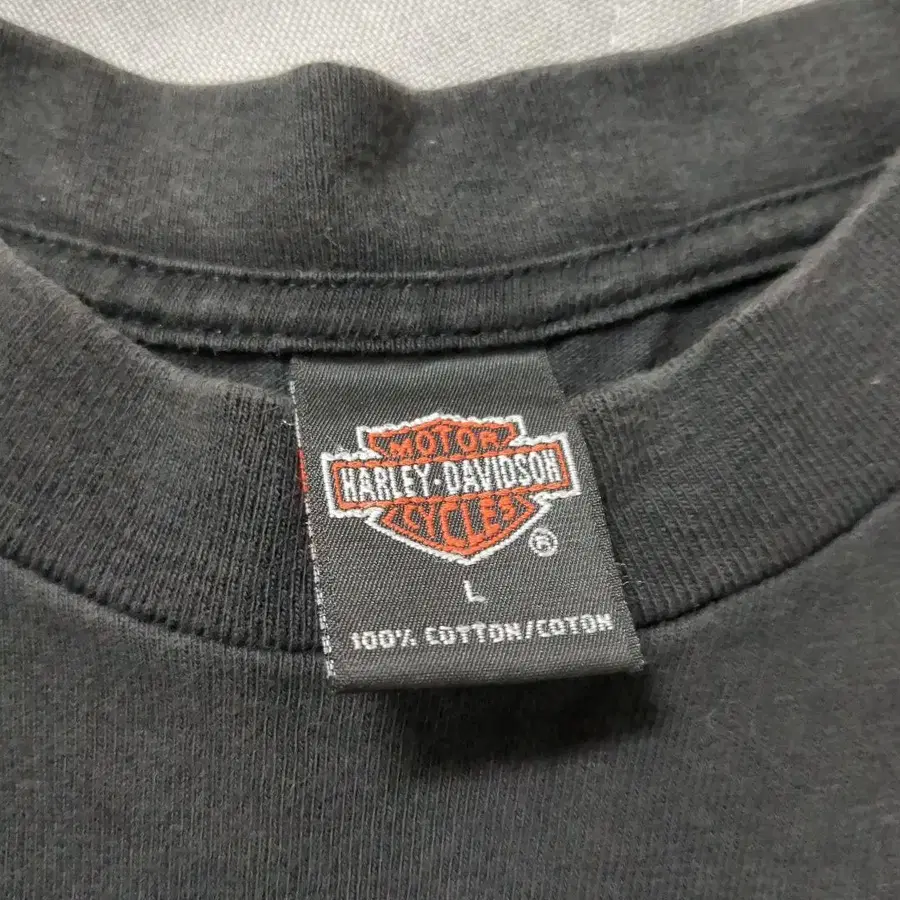 MOTOR
HARLEY-DAVIDSON
CYCLES
®
L
100% COTTON/COTON